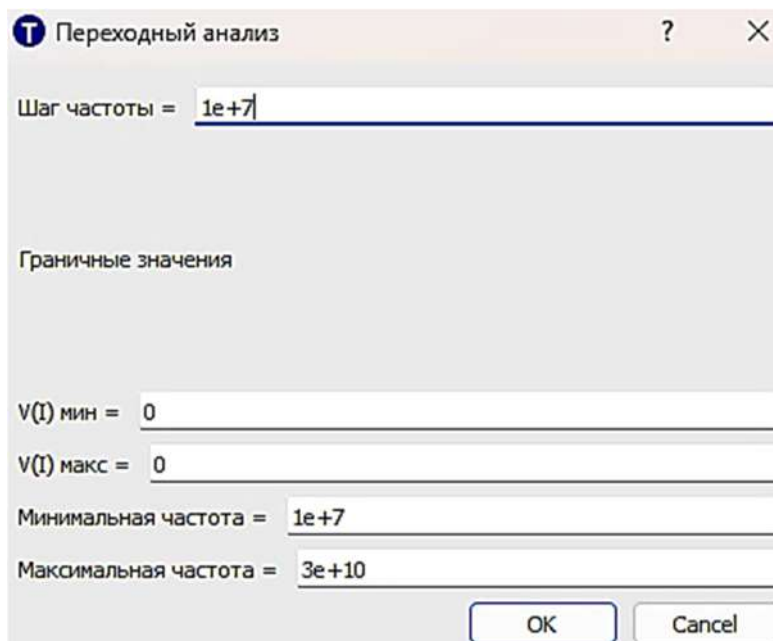 T Переходный анализ ? ×
Шаг частоты = 1e+7
Граничные значения
V(I) мин = 0
V(I) макс = 0
Минимальная частота = 1e+7
Максимальная частота = 3e+10
OK Cancel